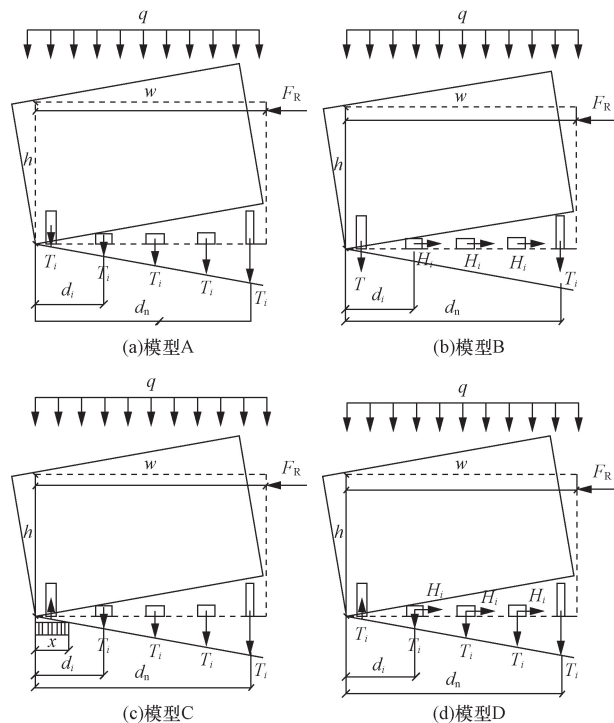 q
q
w
F_R
w
F_R
h
h
T_i
T_i
T_i
T_i
T_i
T
H_i
H_i
H_i
T_i
d_i
d_n
d_i
d_n
(a)模型A
(b)模型B
q
q
w
F_R
w
F_R
h
h
x
T_i
T_i
T_i
T_i
T_i
H_i
H_i
H_i
T_i
T_i
T_i
T_i
d_i
d_n
d_i
d_n
(c)模型C
(d)模型D